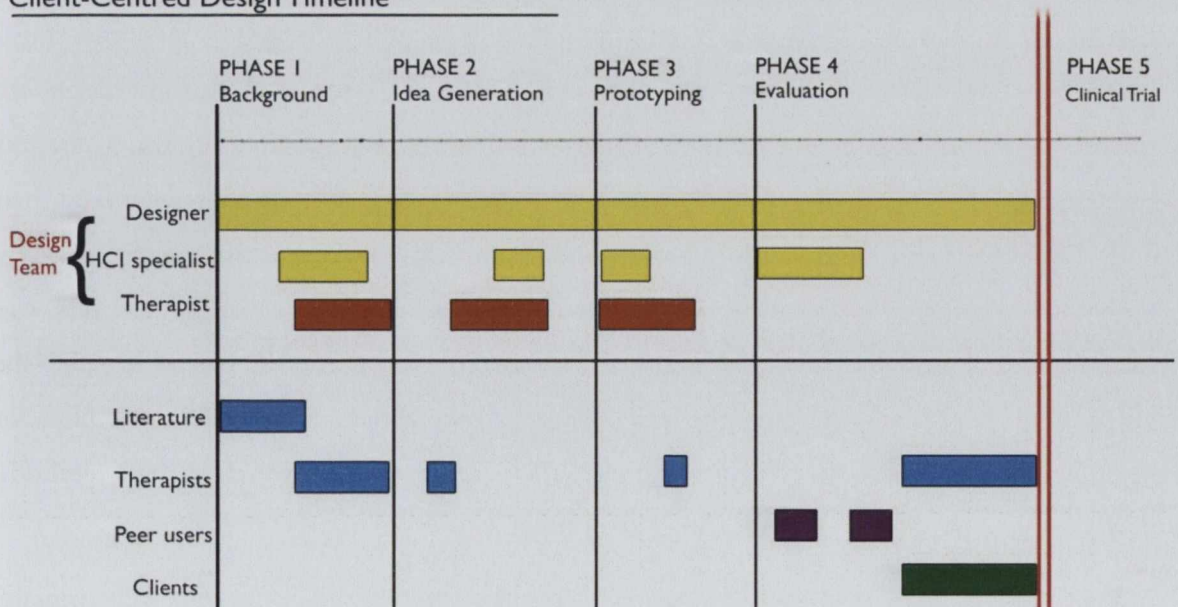 Client-Centred Design Timeline
PHASE 1
Background
PHASE 2
Idea Generation
PHASE 3
Prototyping
PHASE 4
Evaluation
PHASE 5
Clinical Trial
Design
Team
Designer
HCI specialist
Therapist
Literature
Therapists
Peer users
Clients